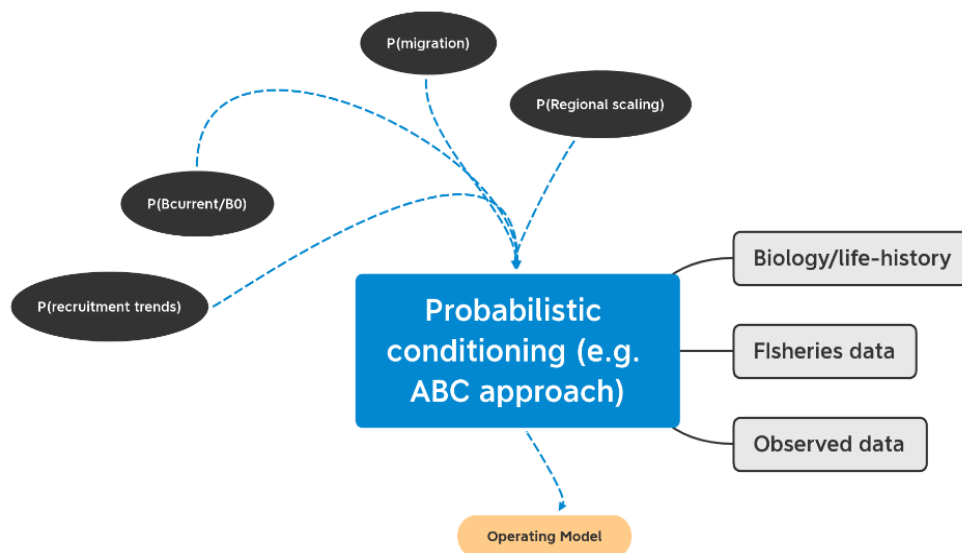 P(migration)
P(Regional scaling)
P(Bcurrent/B0)
P(recruitment trends)
Probabilistic
conditioning (e.g.
ABC approach)
Biology/life-history
FIsheries data
Observed data
Operating Model